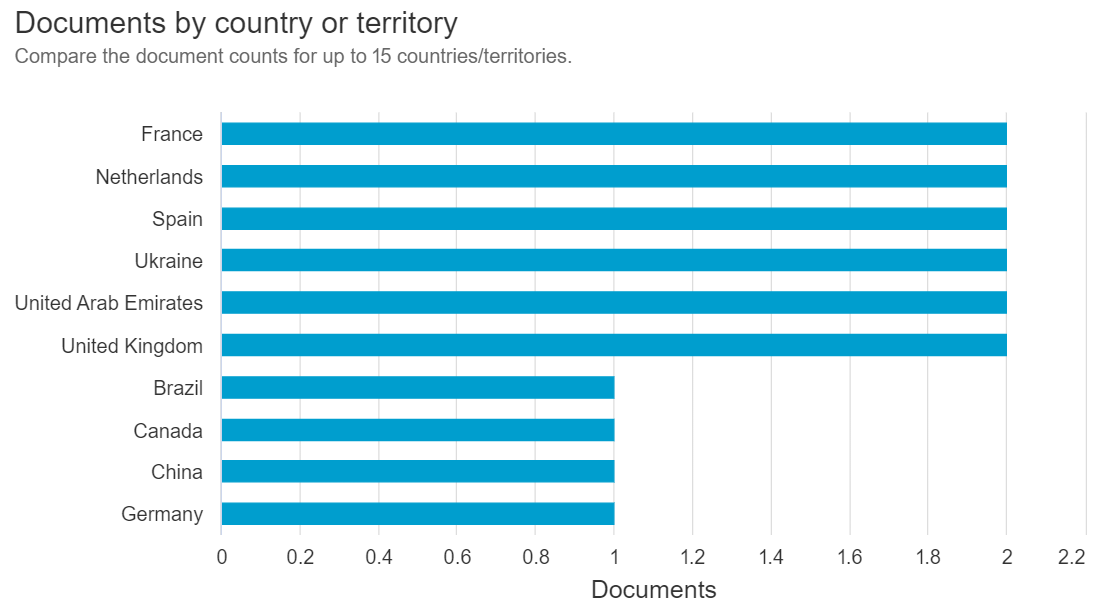 Documents by country or territory
Compare the document counts for up to 15 countries/territories.
France
Netherlands
Spain
Ukraine
United Arab Emirates
United Kingdom
Brazil
Canada
China
Germany
0 0.2 0.4 0.6 0.8 1 1.2 1.4 1.6 1.8 2 2.2
Documents